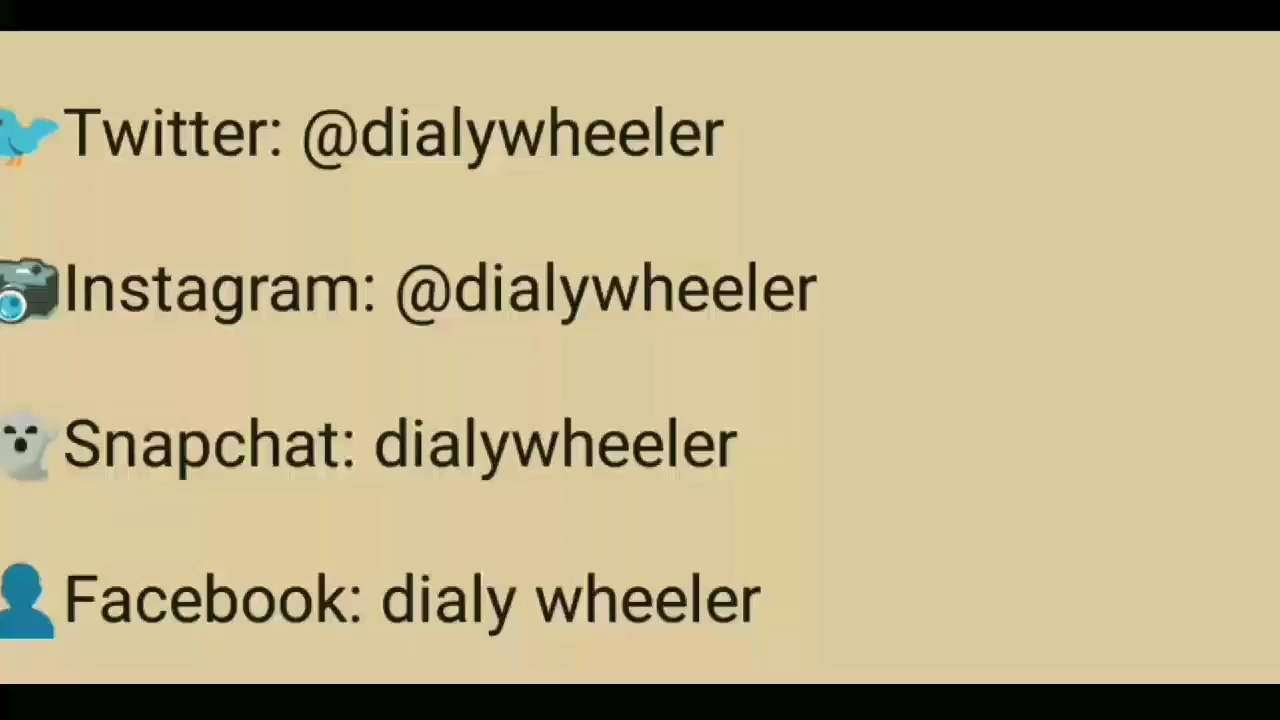 Twitter: @dialywheeler
Instagram: @dialywheeler
Snapchat: dialywheeler
Facebook: dialy wheeler